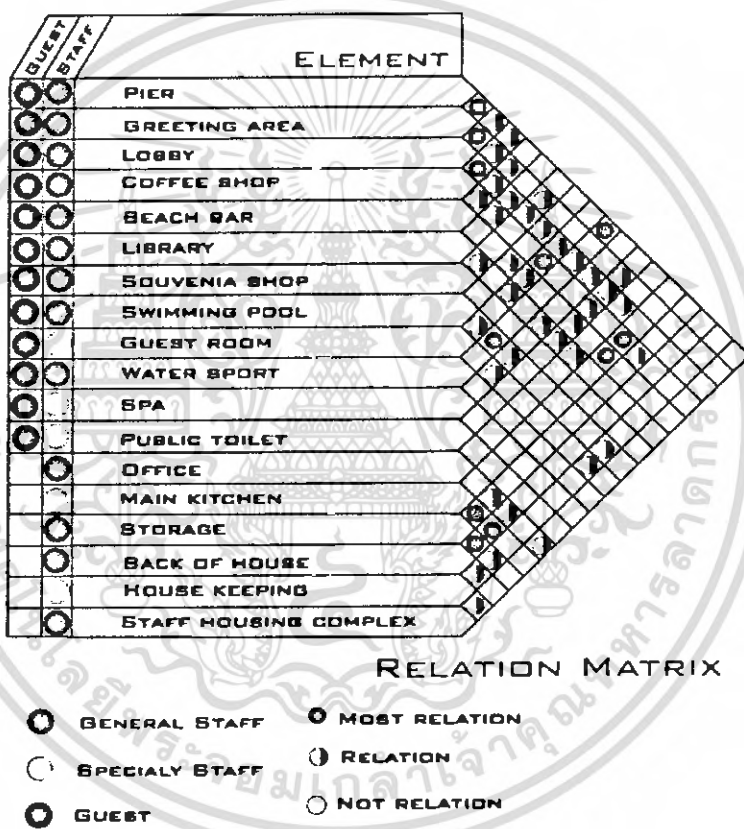 GUEST
STAFF
ELEMENT
PIER
GREETING AREA
LOBBY
COFFEE SHOP
BEACH BAR
LIBRARY
SOUVENIA SHOP
SWIMMING POOL
GUEST ROOM
WATER SPORT
SPA
PUBLIC TOILET
OFFICE
MAIN KITCHEN
STORAGE
BACK OF HOUSE
HOUSE KEEPING
STAFF HOUSING COMPLEX
RELATION MATRIX
GENERAL STAFF
MOST RELATION
SPECIALY STAFF
RELATION
GUEST
NOT RELATION